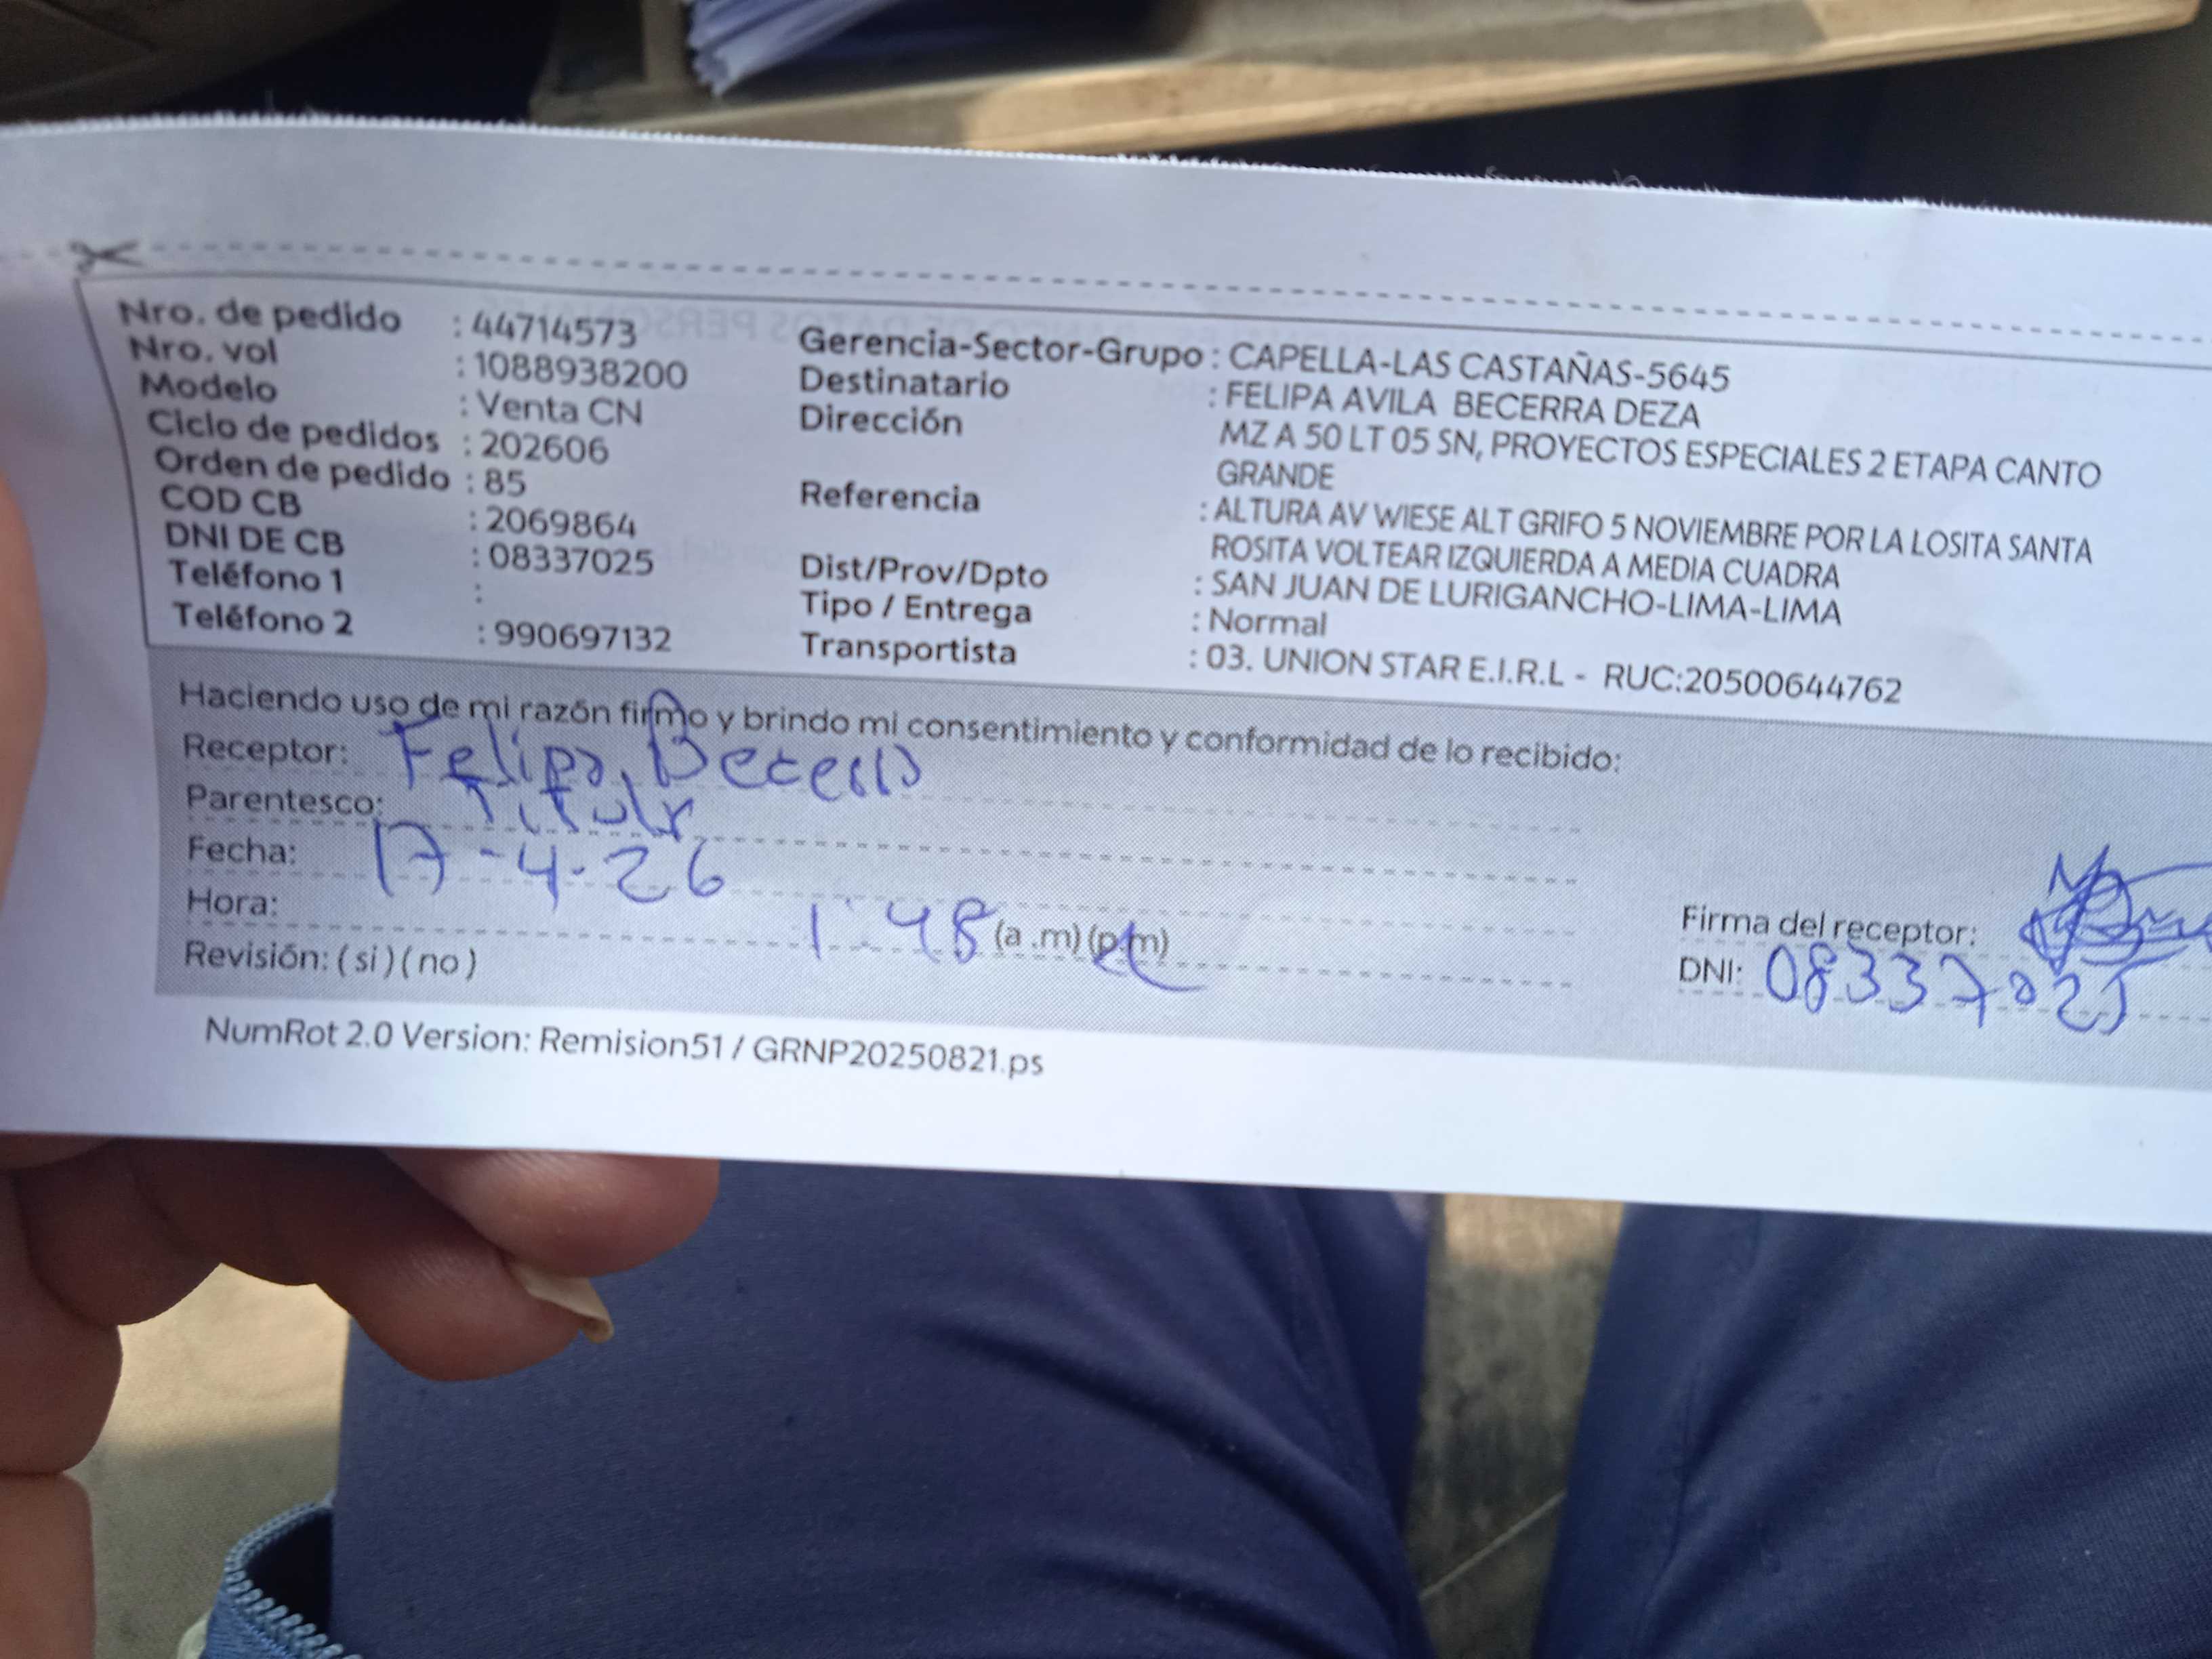 Nro. de pedido : 44714573
Nro. vol : 1088938200
Modelo : Venta CN
Ciclo de pedidos : 202606
Orden de pedido : 85
COD CB : 2069864
DNI DE CB : 08337025
Teléfono 1 :
Teléfono 2 : 990697132
Gerencia-Sector-Grupo : CAPELLA-LAS CASTAÑAS-5645
Destinatario : FELIPA AVILA BECERRA DEZA
Dirección MZ A 50 LT 05 SN, PROYECTOS ESPECIALES 2 ETAPA CANTO
GRANDE
Referencia : ALTURA AV WIESE ALT GRIFO 5 NOVIEMBRE POR LA LOSITA SANTA
ROSITA VOLTEAR IZQUIERDA A MEDIA CUADRA
Dist/Prov/Dpto : SAN JUAN DE LURIGANCHO-LIMA-LIMA
Tipo / Entrega : Normal
Transportista : 03. UNION STAR E.I.R.L - RUC:20500644762
Haciendo uso de mi razón firmo y brindo mi consentimiento y conformidad de lo recibido:
Receptor: Felipa Becerra
Parentesco: Titulr
Fecha: 17-4-26
Hora: 1:48 (a .m) (p.m)
Revisión: ( si ) ( no )
Firma del receptor:
DNI: 08337025
NumRot 2.0 Version: Remision51 / GRNP20250821.ps